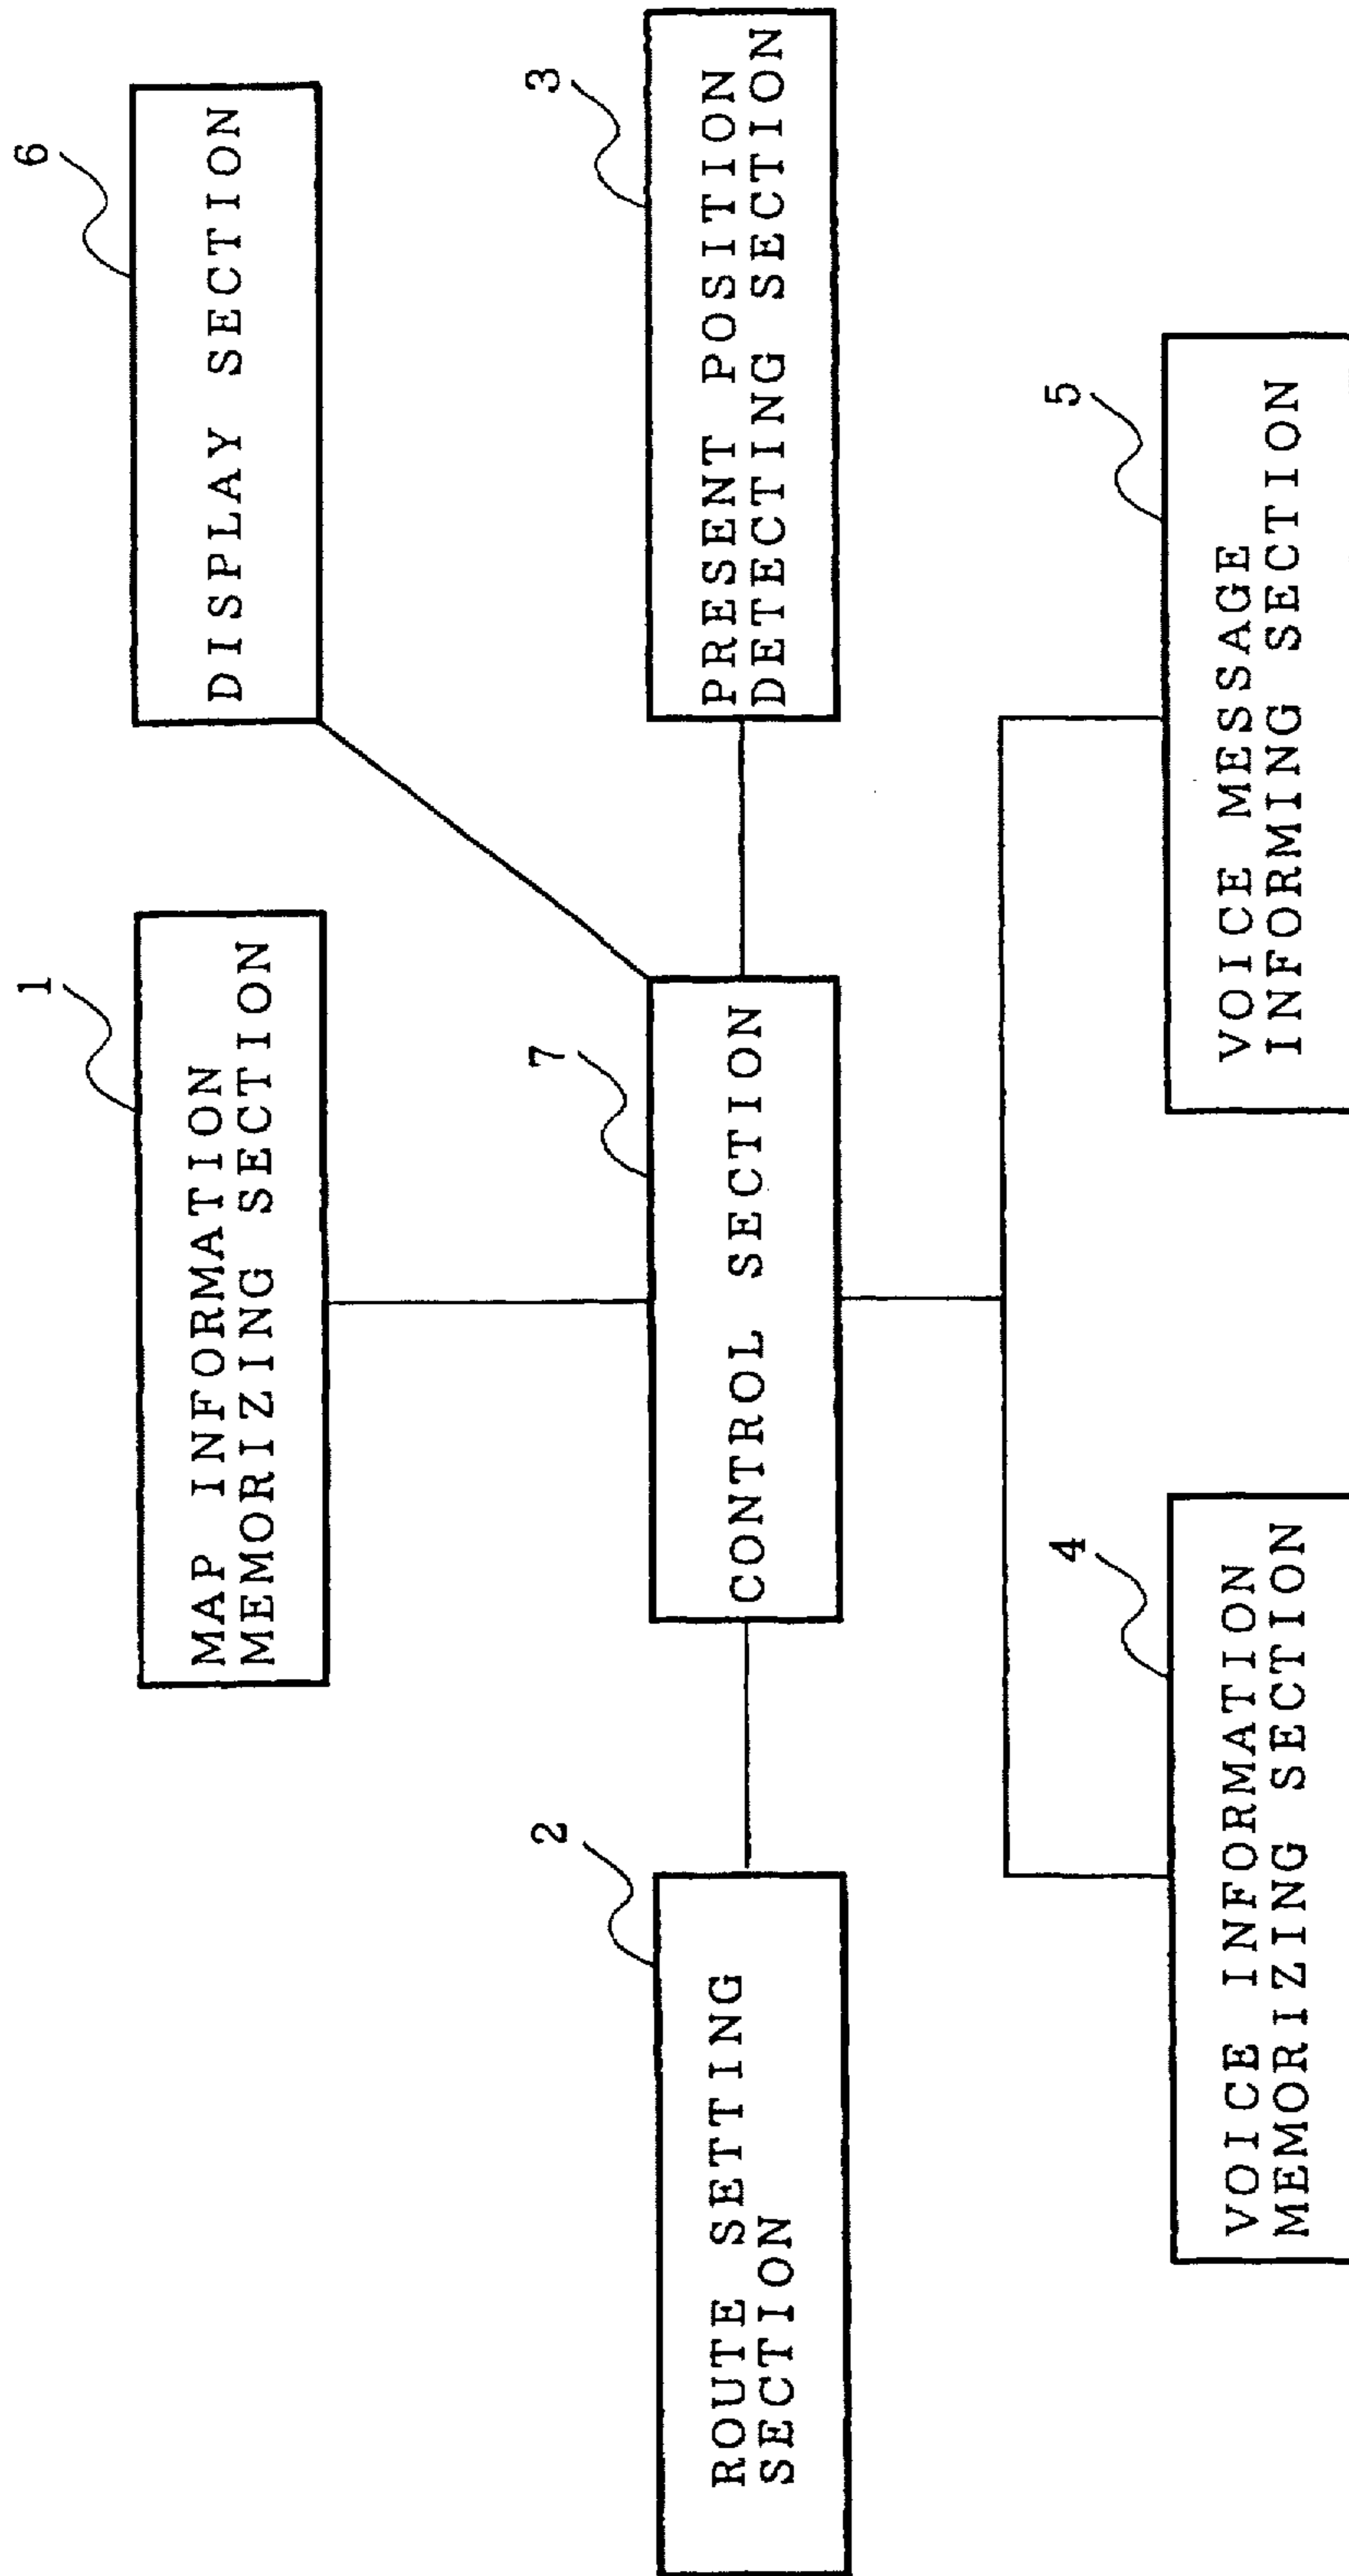 1
MAP INFORMATION
MEMORIZING SECTION
6
DISPLAY SECTION
2
ROUTE SETTING
SECTION
7
CONTROL SECTION
3
PRESENT POSITION
DETECTING SECTION
4
VOICE INFORMATION
MEMORIZING SECTION
5
VOICE MESSAGE
INFORMING SECTION